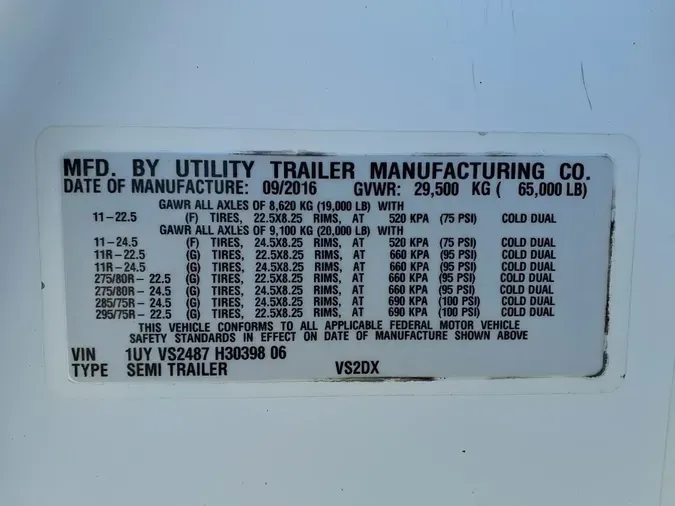 MFD. BY UTILITY TRAILER MANUFACTURING CO.
DATE OF MANUFACTURE: 09/2016 GVWR: 29,500 KG ( 65,000 LB)
GAWR ALL AXLES OF 8,620 KG (19,000 LB) WITH
11-22.5 (F) TIRES, 22.5X8.25 RIMS, AT 520 KPA (75 PSI) COLD DUAL
GAWR ALL AXLES OF 9,100 KG (20,000 LB) WITH
11-24.5 (F) TIRES, 24.5X8.25 RIMS, AT 520 KPA (75 PSI) COLD DUAL
11R-22.5 (G) TIRES, 22.5X8.25 RIMS, AT 660 KPA (95 PSI) COLD DUAL
11R-24.5 (G) TIRES, 24.5X8.25 RIMS, AT 660 KPA (95 PSI) COLD DUAL
275/80R-22.5 (G) TIRES, 22.5X8.25 RIMS, AT 660 KPA (95 PSI) COLD DUAL
275/80R-24.5 (G) TIRES, 24.5X8.25 RIMS, AT 660 KPA (95 PSI) COLD DUAL
285/75R-24.5 (G) TIRES, 24.5X8.25 RIMS, AT 690 KPA (100 PSI) COLD DUAL
295/75R-22.5 (G) TIRES, 22.5X8.25 RIMS, AT 690 KPA (100 PSI) COLD DUAL
THIS VEHICLE CONFORMS TO ALL APPLICABLE FEDERAL MOTOR VEHICLE
SAFETY STANDARDS IN EFFECT ON DATE OF MANUFACTURE SHOWN ABOVE
VIN 1UY VS2487 H30398 06
TYPE SEMI TRAILER VS2DX